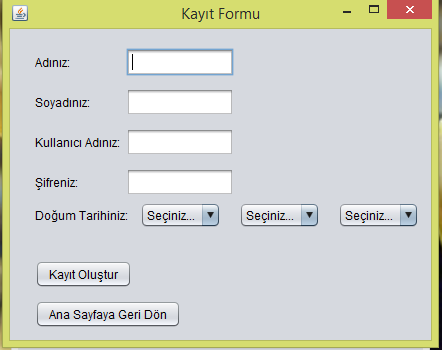 Kayıt Formu
Adınız:
Soyadınız:
Kullanıcı Adınız:
Şifreniz:
Doğum Tarihiniz: Seçiniz... Seçiniz... Seçiniz...
Kayıt Oluştur
Ana Sayfaya Geri Dön